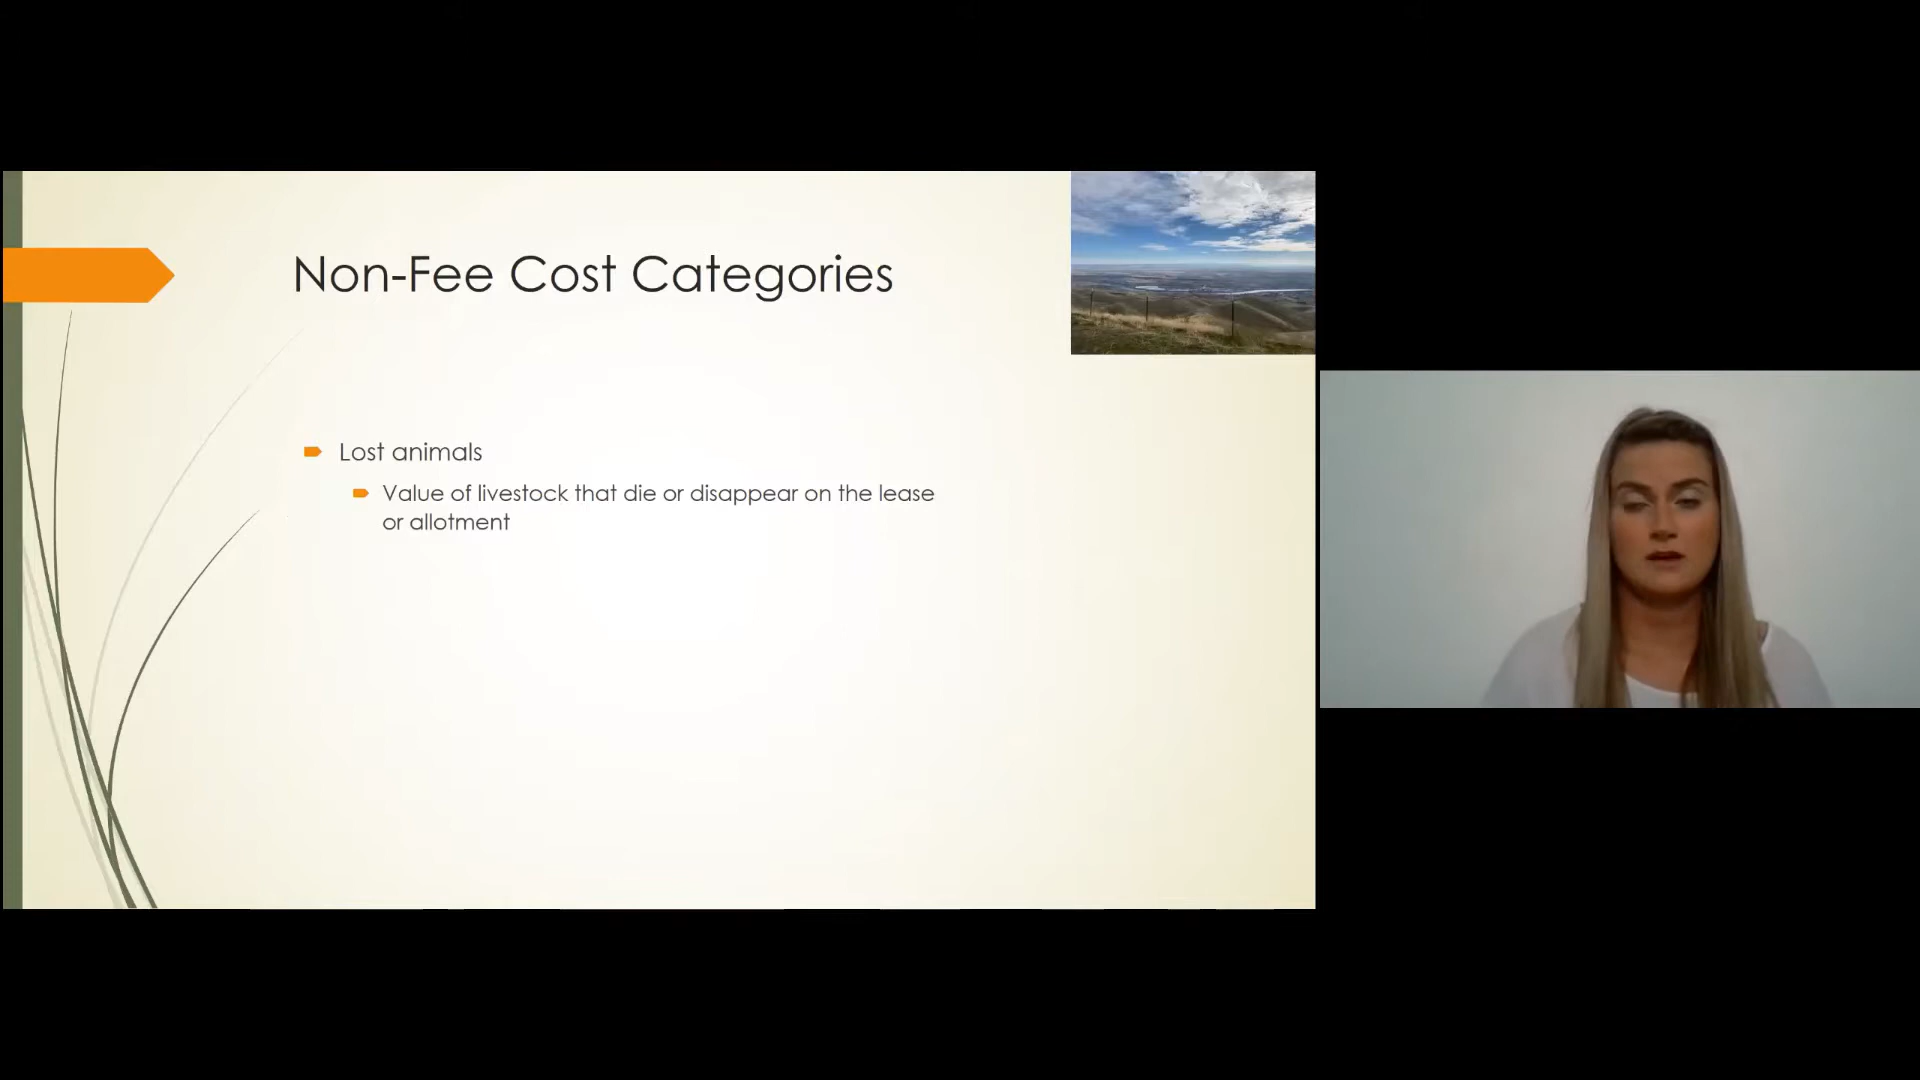 Non-Fee Cost Categories
Lost animals
Value of livestock that die or disappear on the lease
or allotment